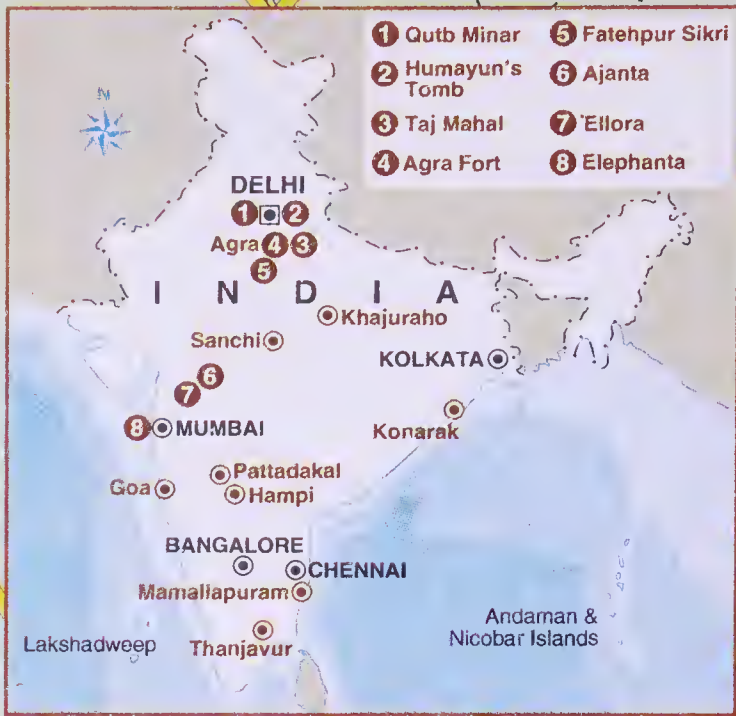 1 Qutb Minar
2 Humayun's
Tomb
3 Taj Mahal
4 Agra Fort
5 Fatehpur Sikri
6 Ajanta
7 Ellora
8 Elephanta
N
DELHI
1 2
Agra 4 3
5
INDIA
Khajuraho
Sanchi
KOLKATA
6
7
8 MUMBAI
Konarak
Pattadakal
Goa
Hampi
BANGALORE
CHENNAI
Mamallapuram
Andaman &
Nicobar Islands
Lakshadweep
Thanjavur